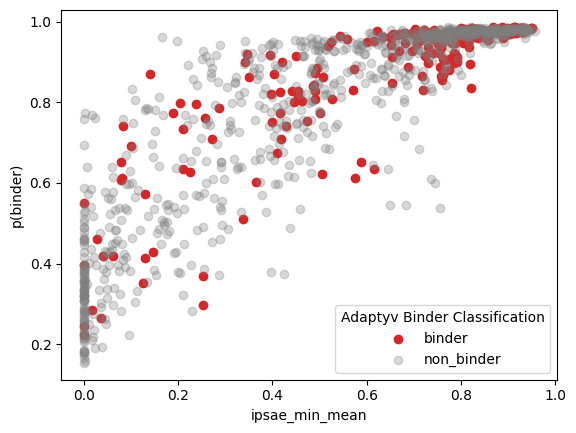 1.0
0.8
0.6
0.4
0.2
p(binder)
Adaptyv Binder Classification
binder
non_binder
0.0 0.2 0.4 0.6 0.8 1.0
ipsae_min_mean